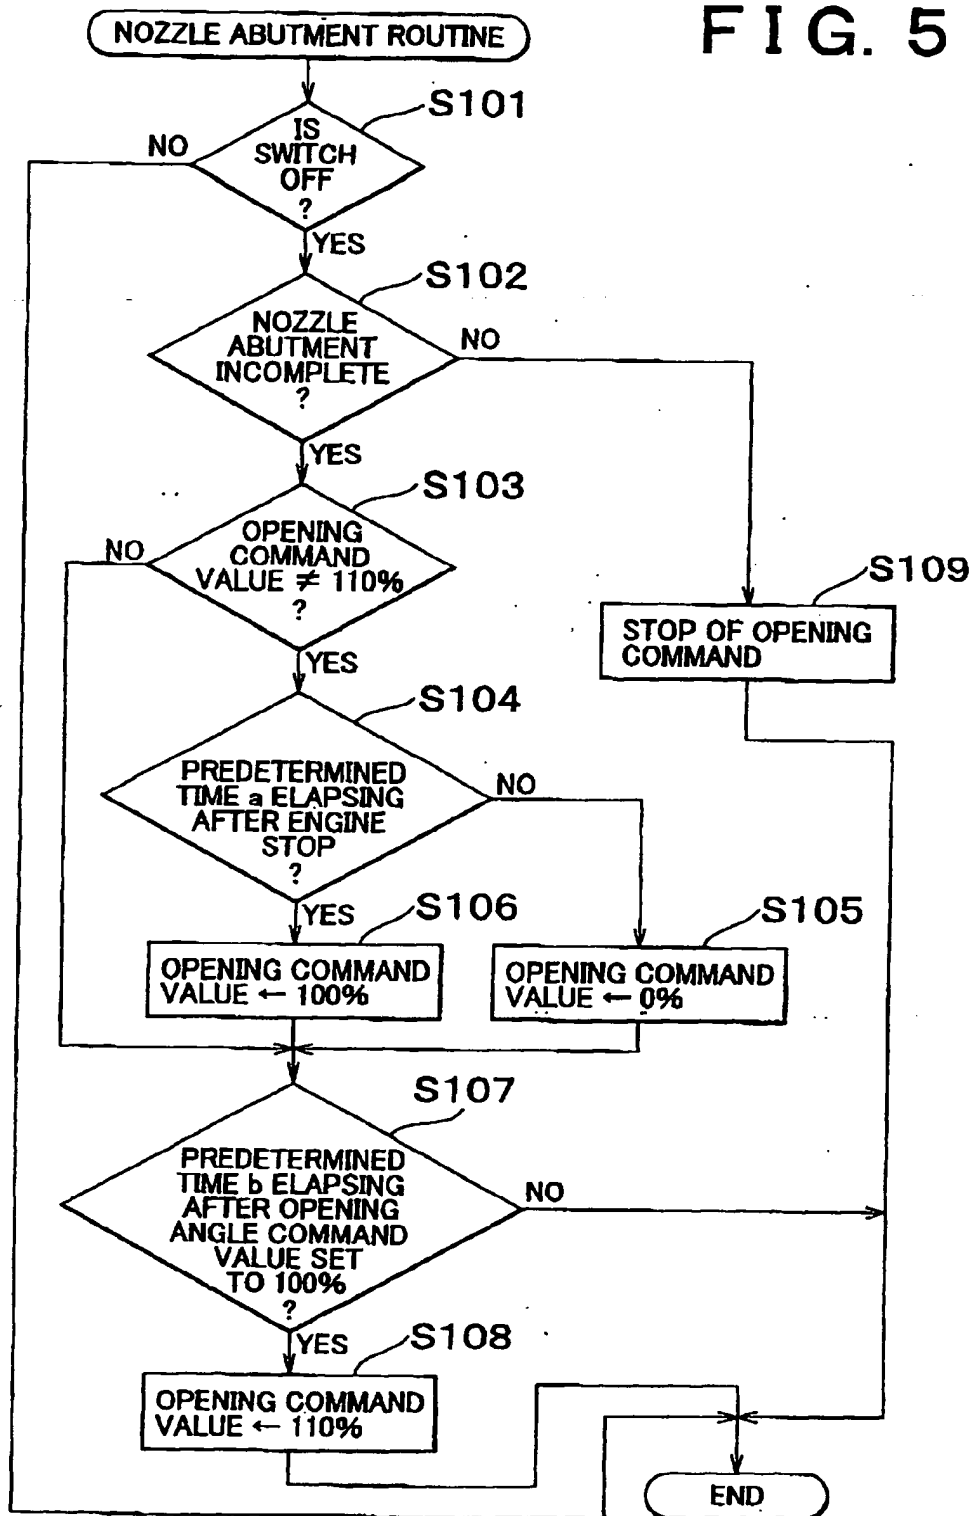 FIG. 5
NOZZLE ABUTMENT ROUTINE
S101
IS
SWITCH
OFF
?
NO
YES
S102
NOZZLE
ABUTMENT
INCOMPLETE
?
NO
YES
S103
OPENING
COMMAND
VALUE ≠ 110%
?
NO
YES
S109
STOP OF OPENING
COMMAND
S104
PREDETERMINED
TIME a ELAPSING
AFTER ENGINE
STOP
?
NO
YES
S106
OPENING COMMAND
VALUE ← 100%
S105
OPENING COMMAND
VALUE ← 0%
S107
PREDETERMINED
TIME b ELAPSING
AFTER OPENING
ANGLE COMMAND
VALUE SET
TO 100%
?
NO
YES
S108
OPENING COMMAND
VALUE ← 110%
END